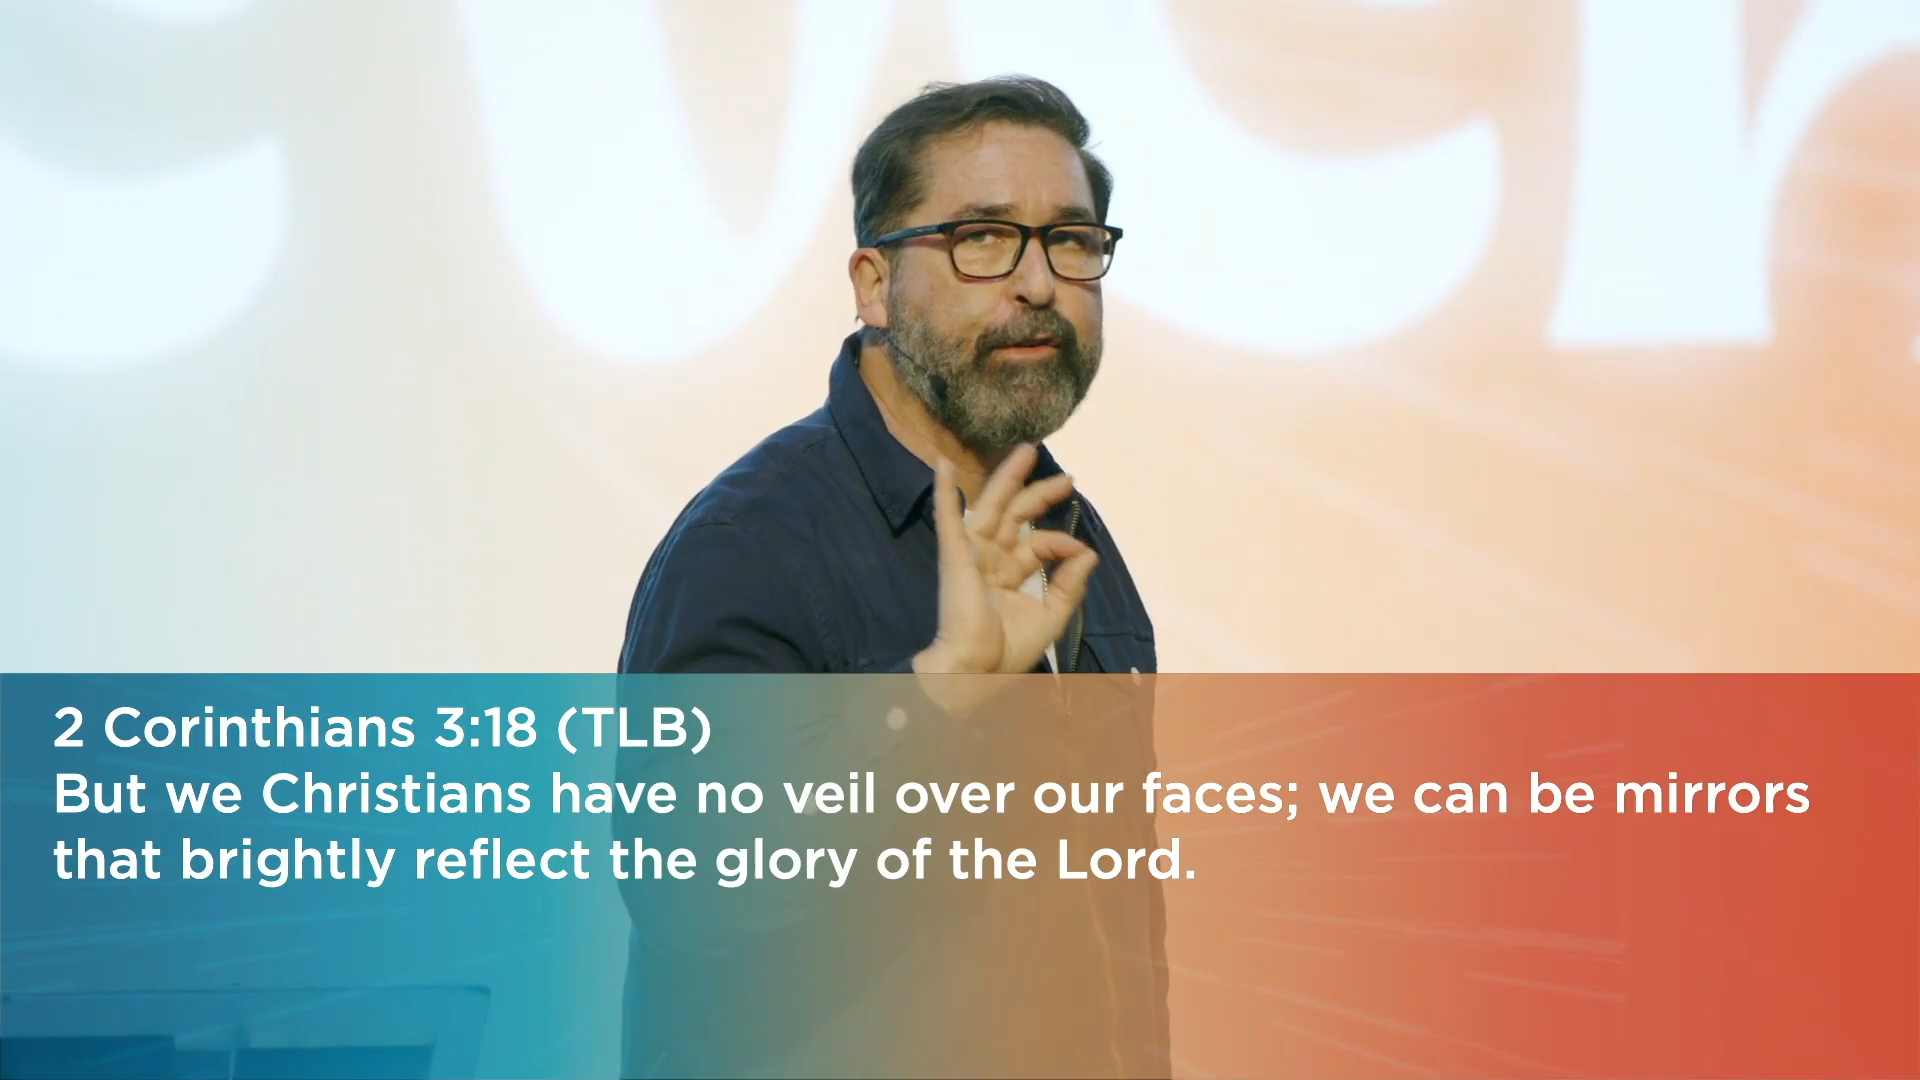 2 Corinthians 3:18 (TLB)
But we Christians have no veil over our faces; we can be mirrors
that brightly reflect the glory of the Lord.